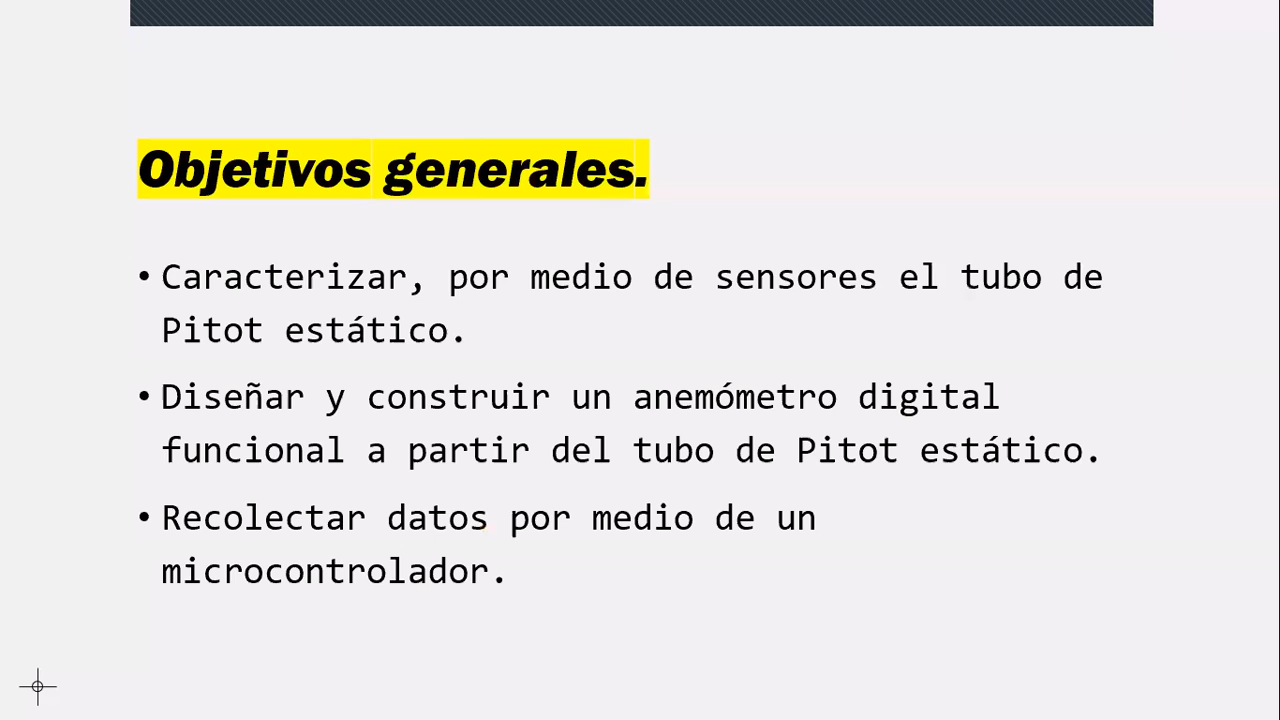 Objetivos generales.
• Caracterizar, por medio de sensores el tubo de
Pitot estático.
• Diseñar y construir un anemómetro digital
funcional a partir del tubo de Pitot estático.
• Recolectar datos por medio de un
microcontrolador.